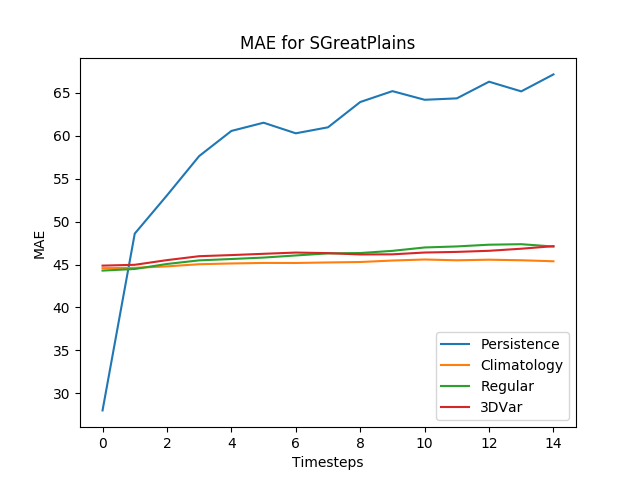 MAE for SGreatPlains
MAE
65
60
55
50
45
40
35
30
0 2 4 6 8 10 12 14
Timesteps
Persistence
Climatology
Regular
3DVar